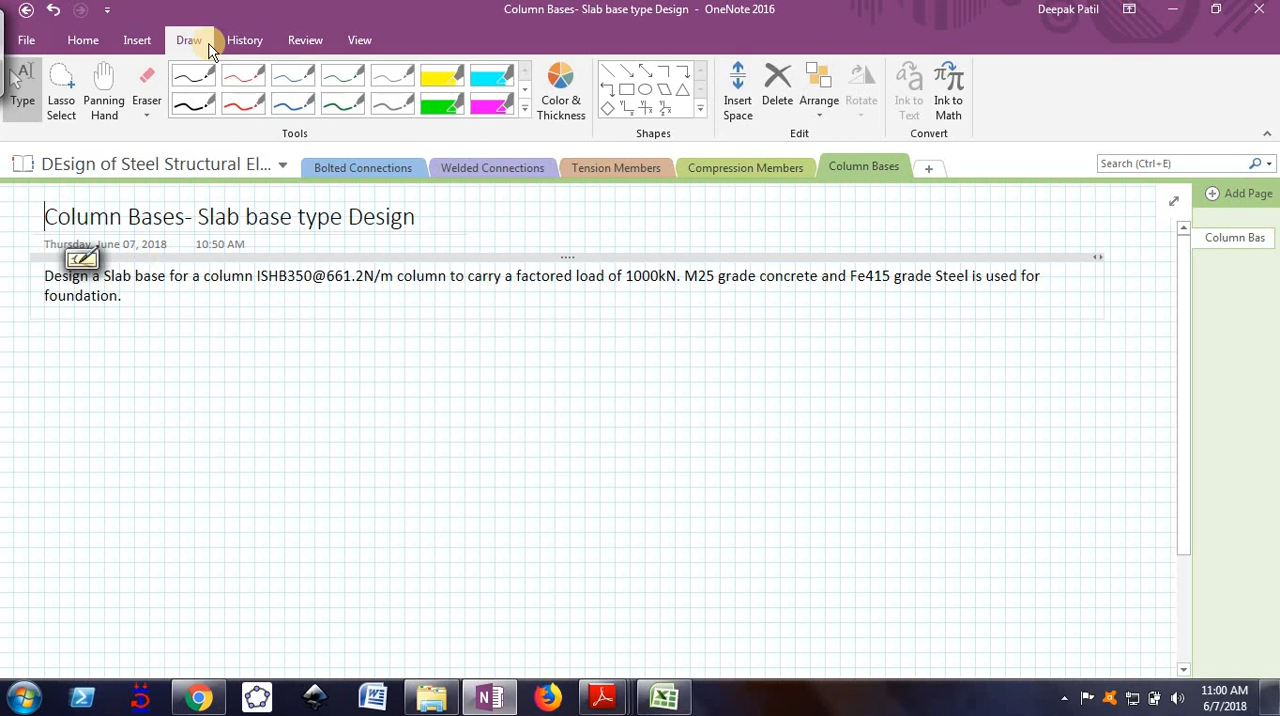 Column Bases- Slab base type Design - OneNote 2016
Deepak Patil
File Home Insert Draw History Review View
Type
Lasso Select
Panning Hand
Eraser
Color & Thickness
Insert Space
Delete
Arrange
Rotate
Ink to Text
Ink to Math
Tools
Shapes
Edit
Convert
DEsign of Steel Structural El...
Bolted Connections
Welded Connections
Tension Members
Compression Members
Column Bases
Search (Ctrl+E)
Add Page
Column Bas
Column Bases- Slab base type Design
Thursday, June 07, 2018 10:50 AM
Design a Slab base for a column ISHB350@661.2N/m column to carry a factored load of 1000kN. M25 grade concrete and Fe415 grade Steel is used for
foundation.
11:00 AM
6/7/2018